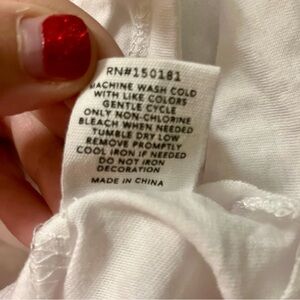 RN#150181
MACHINE WASH COLD
WITH LIKE COLORS
GENTLE CYCLE
ONLY NON-CHLORINE
BLEACH WHEN NEEDED
TUMBLE DRY LOW
REMOVE PROMPTLY
COOL IRON IF NEEDED
DO NOT IRON
DECORATION
MADE IN CHINA